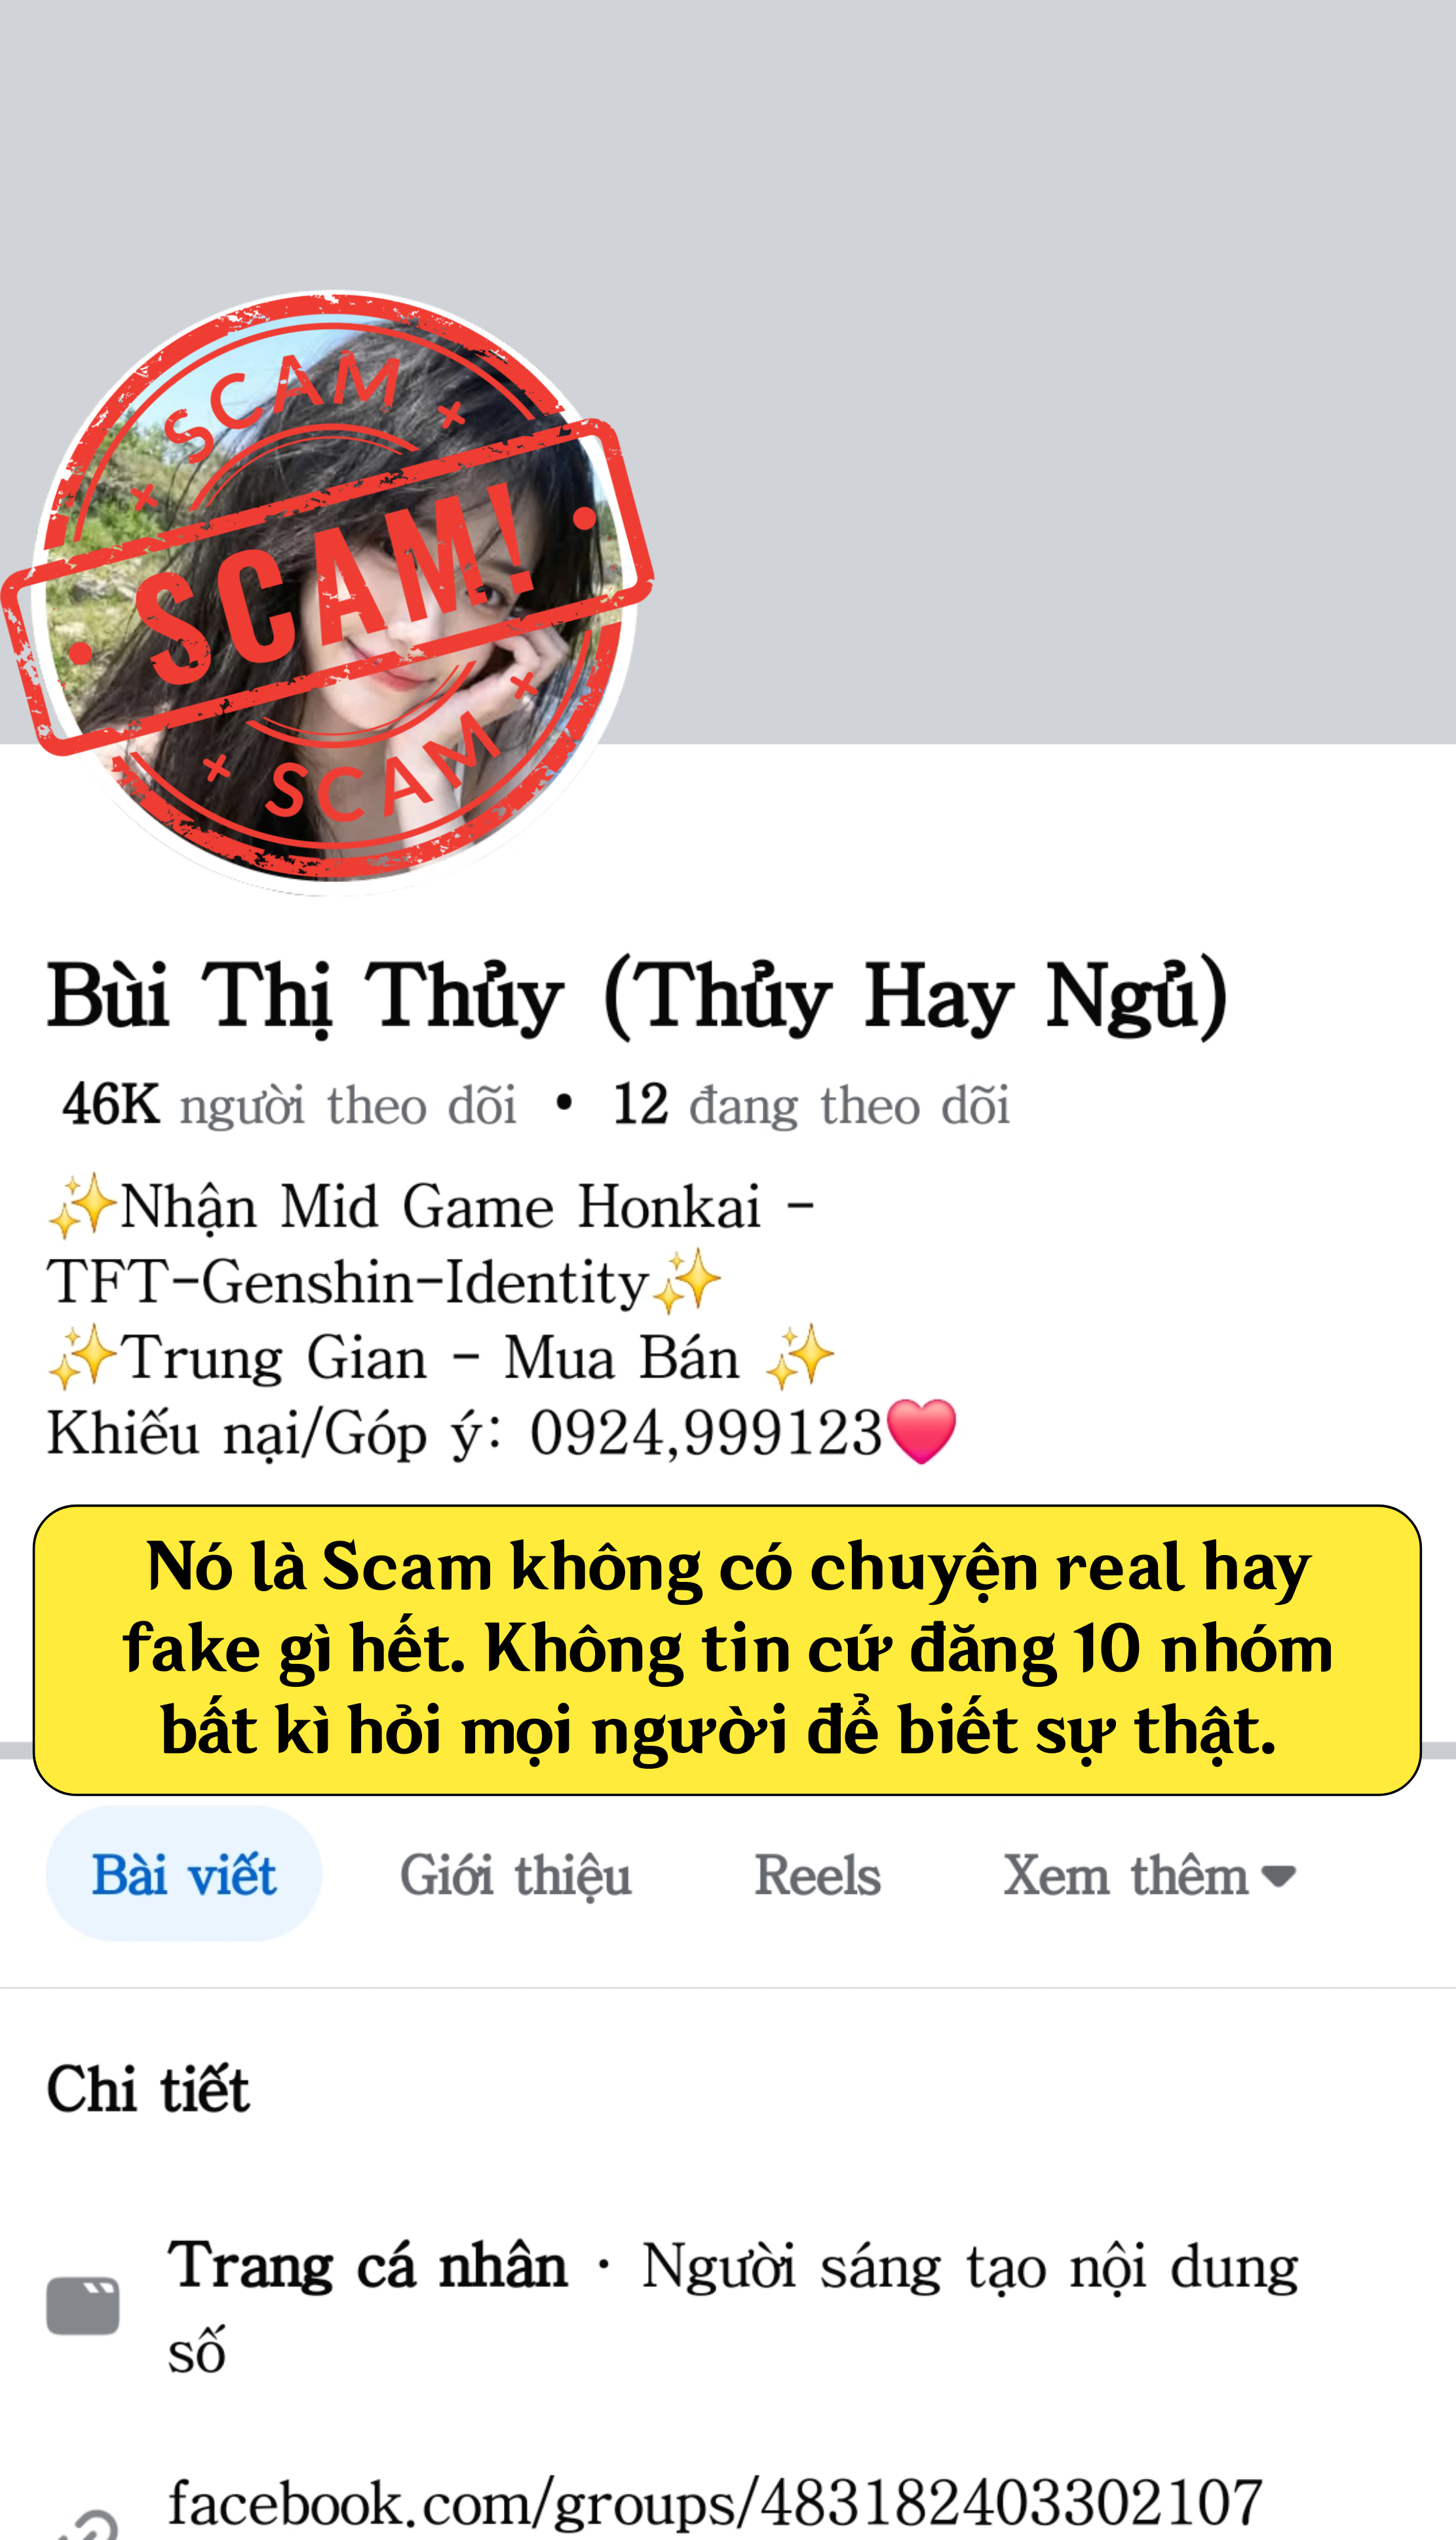 SCAM
SCAM!
SCAM
Bùi Thị Thủy (Thủy Hay Ngủ)
46K người theo dõi • 12 đang theo dõi
✨Nhận Mid Game Honkai -
TFT-Genshin-Identity✨
✨Trung Gian - Mua Bán ✨
Khiếu nại/Góp ý: 0924,999123❤️
Nó là Scam không có chuyện real hay
fake gì hết. Không tin cứ đăng 10 nhóm
bất kì hỏi mọi người để biết sự thật.
Bài viết Giới thiệu Reels Xem thêm
Chi tiết
Trang cá nhân · Người sáng tạo nội dung
số
facebook.com/groups/483182403302107